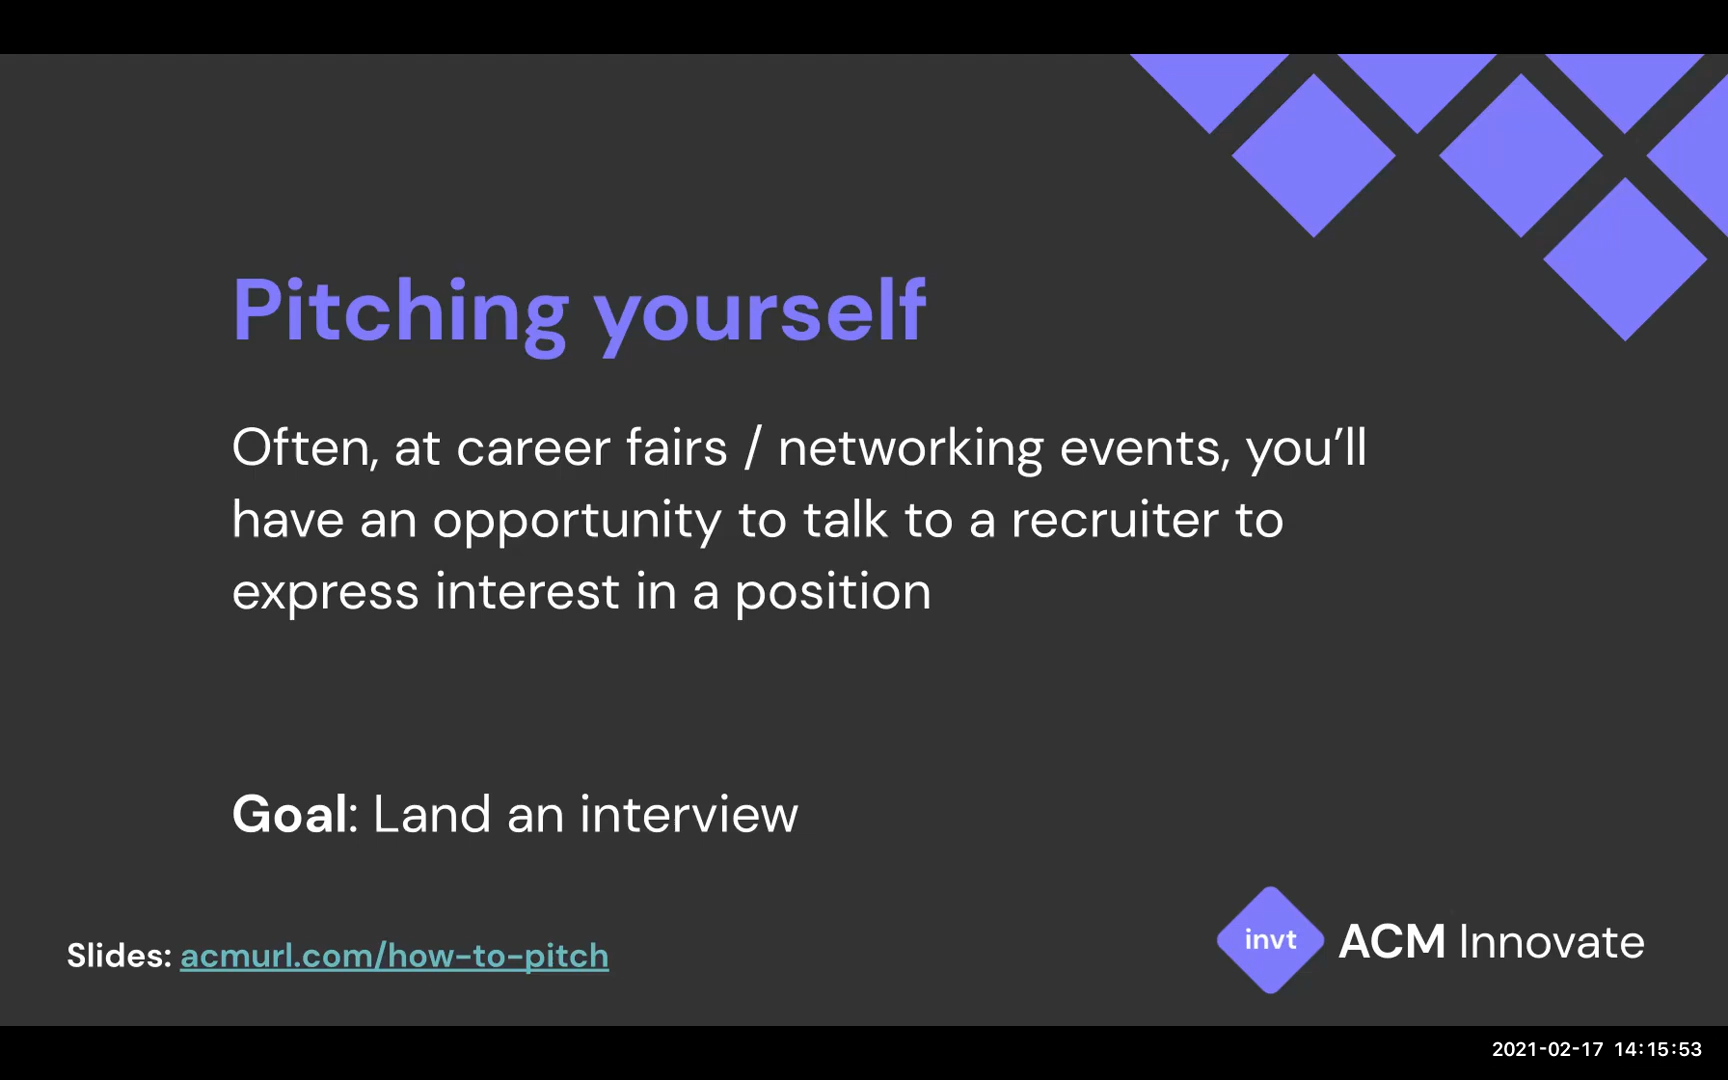 Pitching yourself
Often, at career fairs / networking events, you’ll
have an opportunity to talk to a recruiter to
express interest in a position
Goal: Land an interview
Slides: acmurl.com/how-to-pitch
invt ACM Innovate
2021-02-17 14:15:53